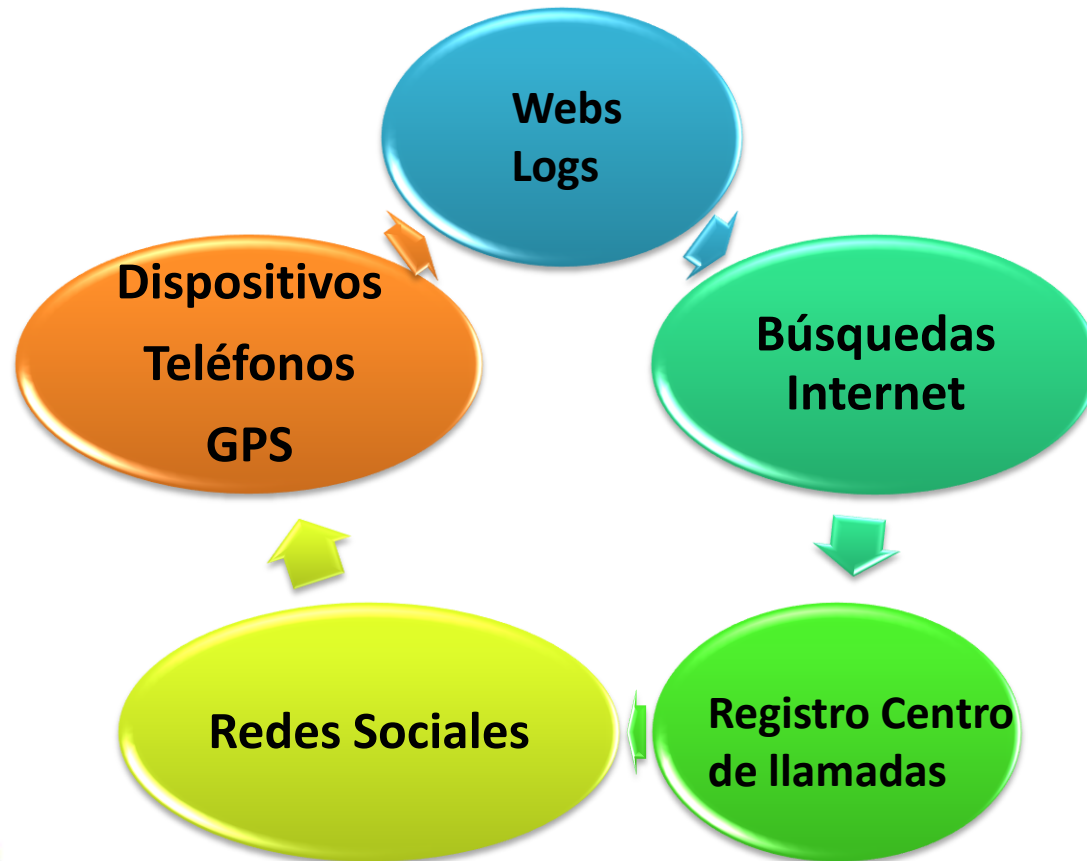 Webs
Logs
Dispositivos
Teléfonos
GPS
Búsquedas
Internet
Redes Sociales
Registro Centro
de llamadas